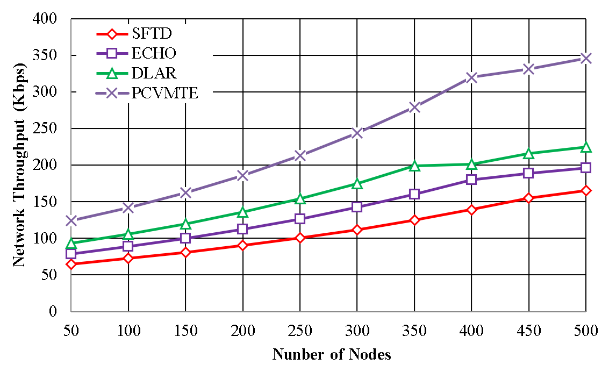 400
350
300
250
200
150
100
50
0
Network Throughput (Kbps)
SFTD
ECHO
DLAR
PCVMTE
50 100 150 200 250 300 350 400 450 500
Nunber of Nodes